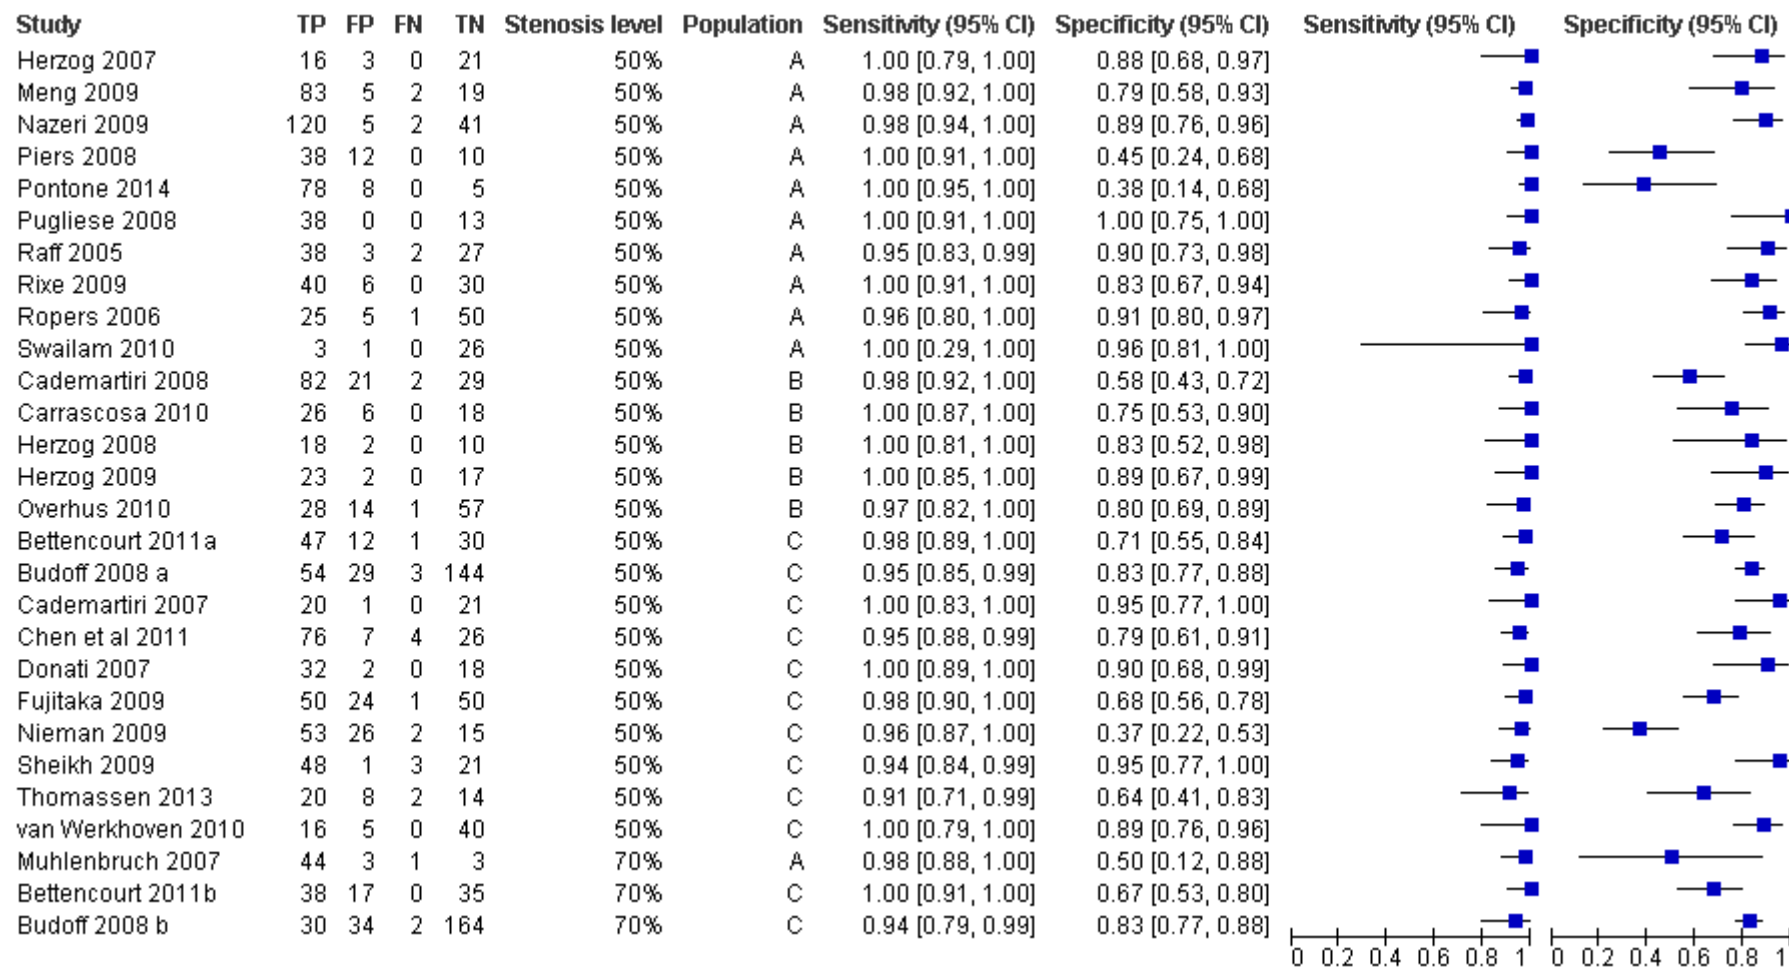 Study TP FP FN TN Stenosis level Population Sensitivity (95% CI) Specificity (95% CI) Sensitivity (95% CI) Specificity (95% CI)
Herzog 2007 16 3 0 21 50% A 1.00 [0.79, 1.00] 0.88 [0.68, 0.97]
Meng 2009 83 5 2 19 50% A 0.98 [0.92, 1.00] 0.79 [0.58, 0.93]
Nazeri 2009 120 5 2 41 50% A 0.98 [0.94, 1.00] 0.89 [0.76, 0.96]
Piers 2008 38 12 0 10 50% A 1.00 [0.91, 1.00] 0.45 [0.24, 0.68]
Pontone 2014 78 8 0 5 50% A 1.00 [0.95, 1.00] 0.38 [0.14, 0.68]
Pugliese 2008 38 0 0 13 50% A 1.00 [0.91, 1.00] 1.00 [0.75, 1.00]
Raff 2005 38 3 2 27 50% A 0.95 [0.83, 0.99] 0.90 [0.73, 0.98]
Rixe 2009 40 6 0 30 50% A 1.00 [0.91, 1.00] 0.83 [0.67, 0.94]
Ropers 2006 25 5 1 50 50% A 0.96 [0.80, 1.00] 0.91 [0.80, 0.97]
Swailam 2010 3 1 0 26 50% A 1.00 [0.29, 1.00] 0.96 [0.81, 1.00]
Cademartiri 2008 82 21 2 29 50% B 0.98 [0.92, 1.00] 0.58 [0.43, 0.72]
Carrascosa 2010 26 6 0 18 50% B 1.00 [0.87, 1.00] 0.75 [0.53, 0.90]
Herzog 2008 18 2 0 10 50% B 1.00 [0.81, 1.00] 0.83 [0.52, 0.98]
Herzog 2009 23 2 0 17 50% B 1.00 [0.85, 1.00] 0.89 [0.67, 0.99]
Overhus 2010 28 14 1 57 50% B 0.97 [0.82, 1.00] 0.80 [0.69, 0.89]
Bettencourt 2011a 47 12 1 30 50% C 0.98 [0.89, 1.00] 0.71 [0.55, 0.84]
Budoff 2008 a 54 29 3 144 50% C 0.95 [0.85, 0.99] 0.83 [0.77, 0.88]
Cademartiri 2007 20 1 0 21 50% C 1.00 [0.83, 1.00] 0.95 [0.77, 1.00]
Chen et al 2011 76 7 4 26 50% C 0.95 [0.88, 0.99] 0.79 [0.61, 0.91]
Donati 2007 32 2 0 18 50% C 1.00 [0.89, 1.00] 0.90 [0.68, 0.99]
Fujitaka 2009 50 24 1 50 50% C 0.98 [0.90, 1.00] 0.68 [0.56, 0.78]
Nieman 2009 53 26 2 15 50% C 0.96 [0.87, 1.00] 0.37 [0.22, 0.53]
Sheikh 2009 48 1 3 21 50% C 0.94 [0.84, 0.99] 0.95 [0.77, 1.00]
Thomassen 2013 20 8 2 14 50% C 0.91 [0.71, 0.99] 0.64 [0.41, 0.83]
van Werkhoven 2010 16 5 0 40 50% C 1.00 [0.79, 1.00] 0.89 [0.76, 0.96]
Muhlenbruch 2007 44 3 1 3 70% A 0.98 [0.88, 1.00] 0.50 [0.12, 0.88]
Bettencourt 2011b 38 17 0 35 70% C 1.00 [0.91, 1.00] 0.67 [0.53, 0.80]
Budoff 2008 b 30 34 2 164 70% C 0.94 [0.79, 0.99] 0.83 [0.77, 0.88]
0 0.2 0.4 0.6 0.8 1 0 0.2 0.4 0.6 0.8 1